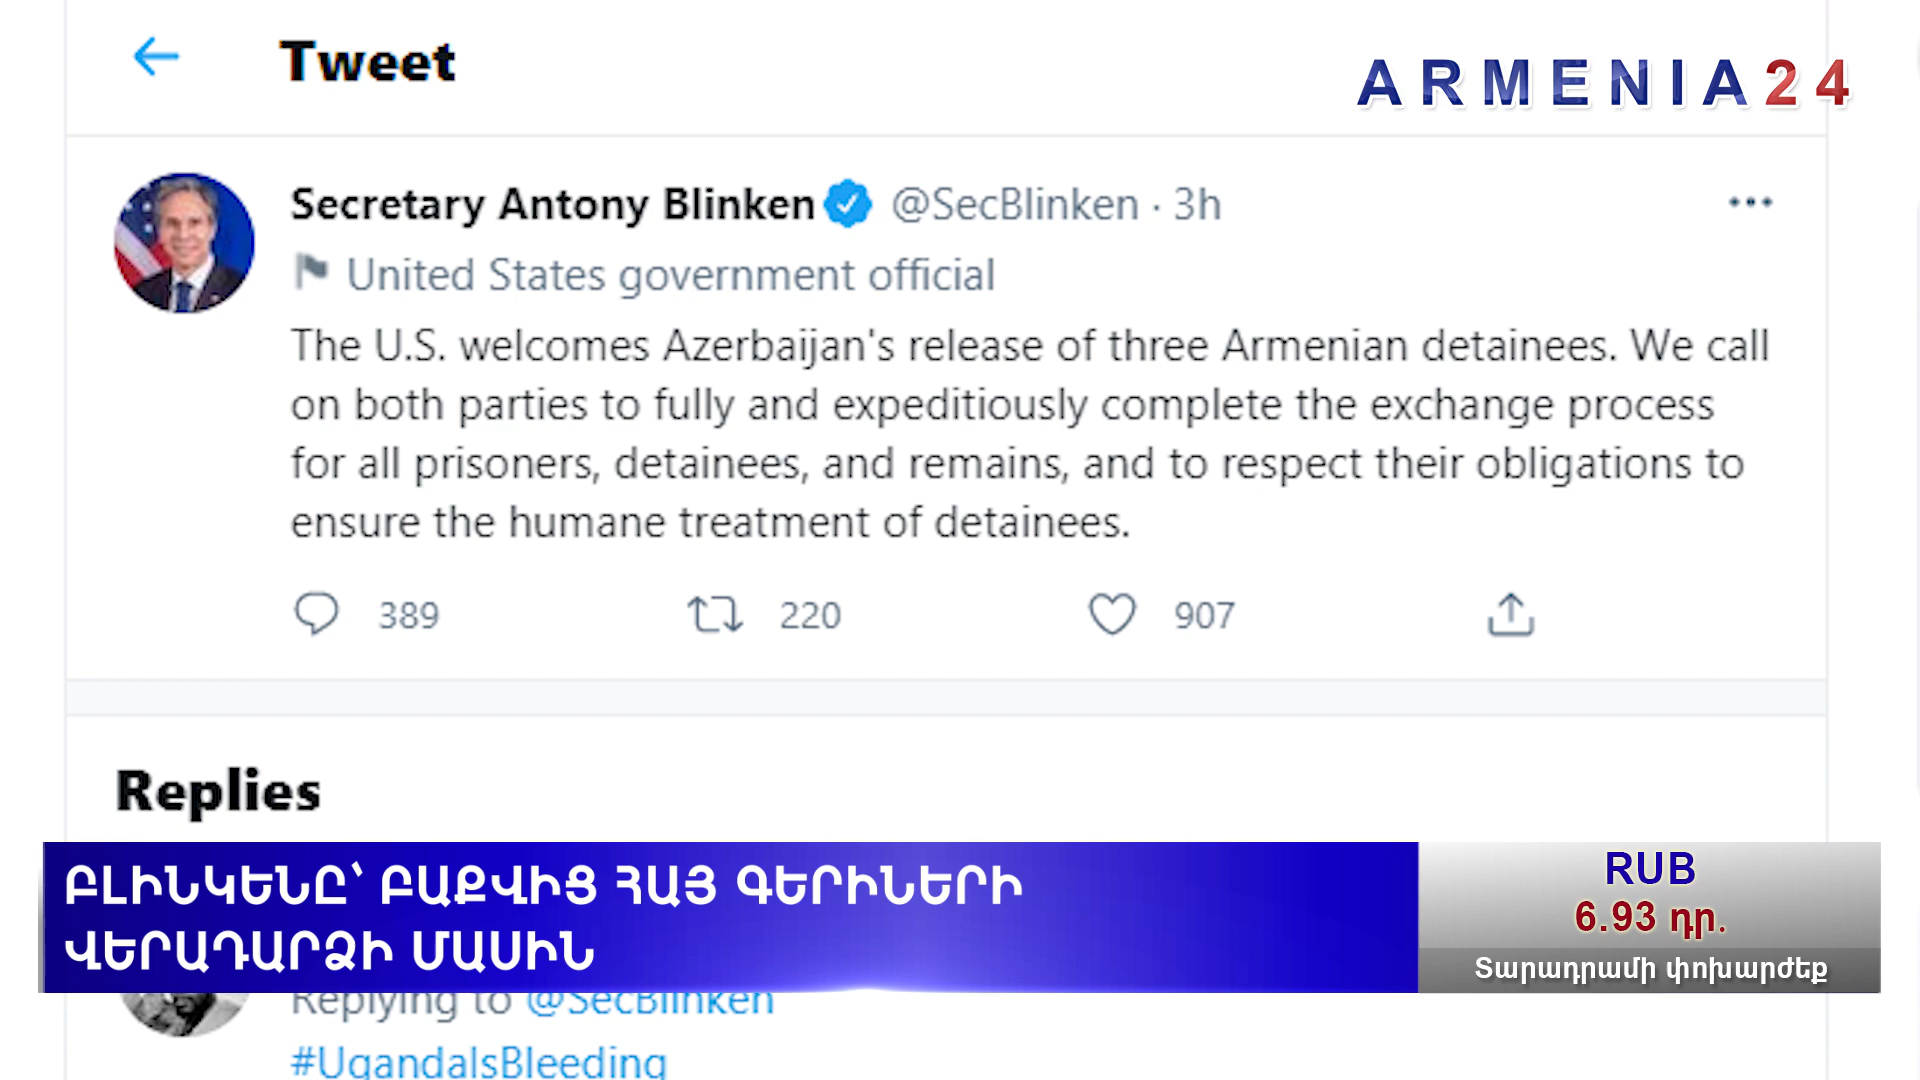 Tweet
ARMENIA24
Secretary Antony Blinken @SecBlinken · 3h
United States government official
The U.S. welcomes Azerbaijan's release of three Armenian detainees. We call
on both parties to fully and expeditiously complete the exchange process
for all prisoners, detainees, and remains, and to respect their obligations to
ensure the humane treatment of detainees.
389 220 907
Replies
ԲԼԻՆԿԵՆԸ՝ ԲԱՔՎԻՑ ՀԱՅ ԳԵՐԻՆԵՐԻ
ՎԵՐԱԴԱՐՁԻ ՄԱՍԻՆ
RUB
6.93 դր.
Տարադրամի փոխարժեք
Replying to @SecBlinken
#UgandaIsBleeding